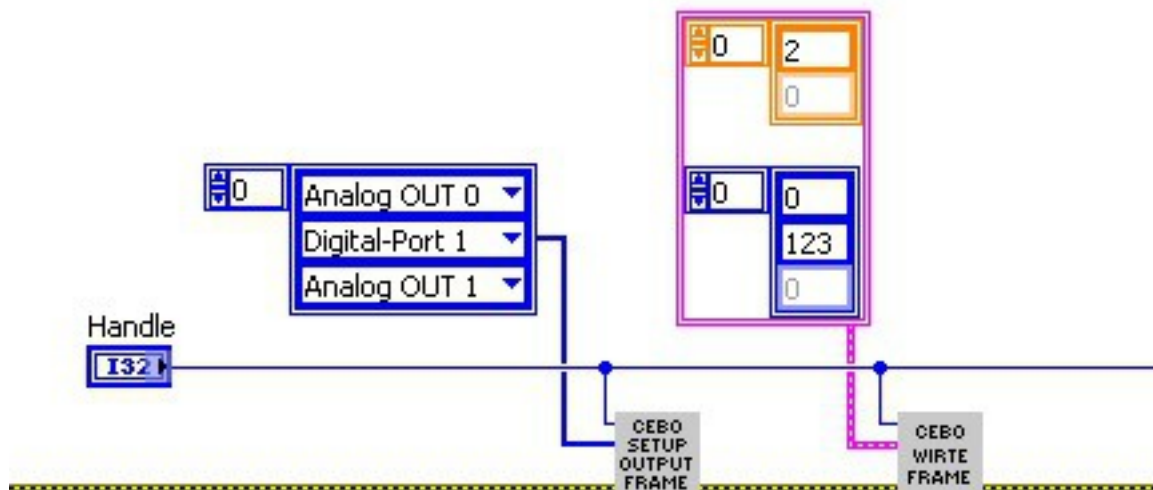 0
2
0
0
Analog OUT 0
Digital-Port 1
Analog OUT 1
0
0
123
0
Handle
I32
CEBO
SETUP
OUTPUT
FRAME
CEBO
WIRTE
FRAME